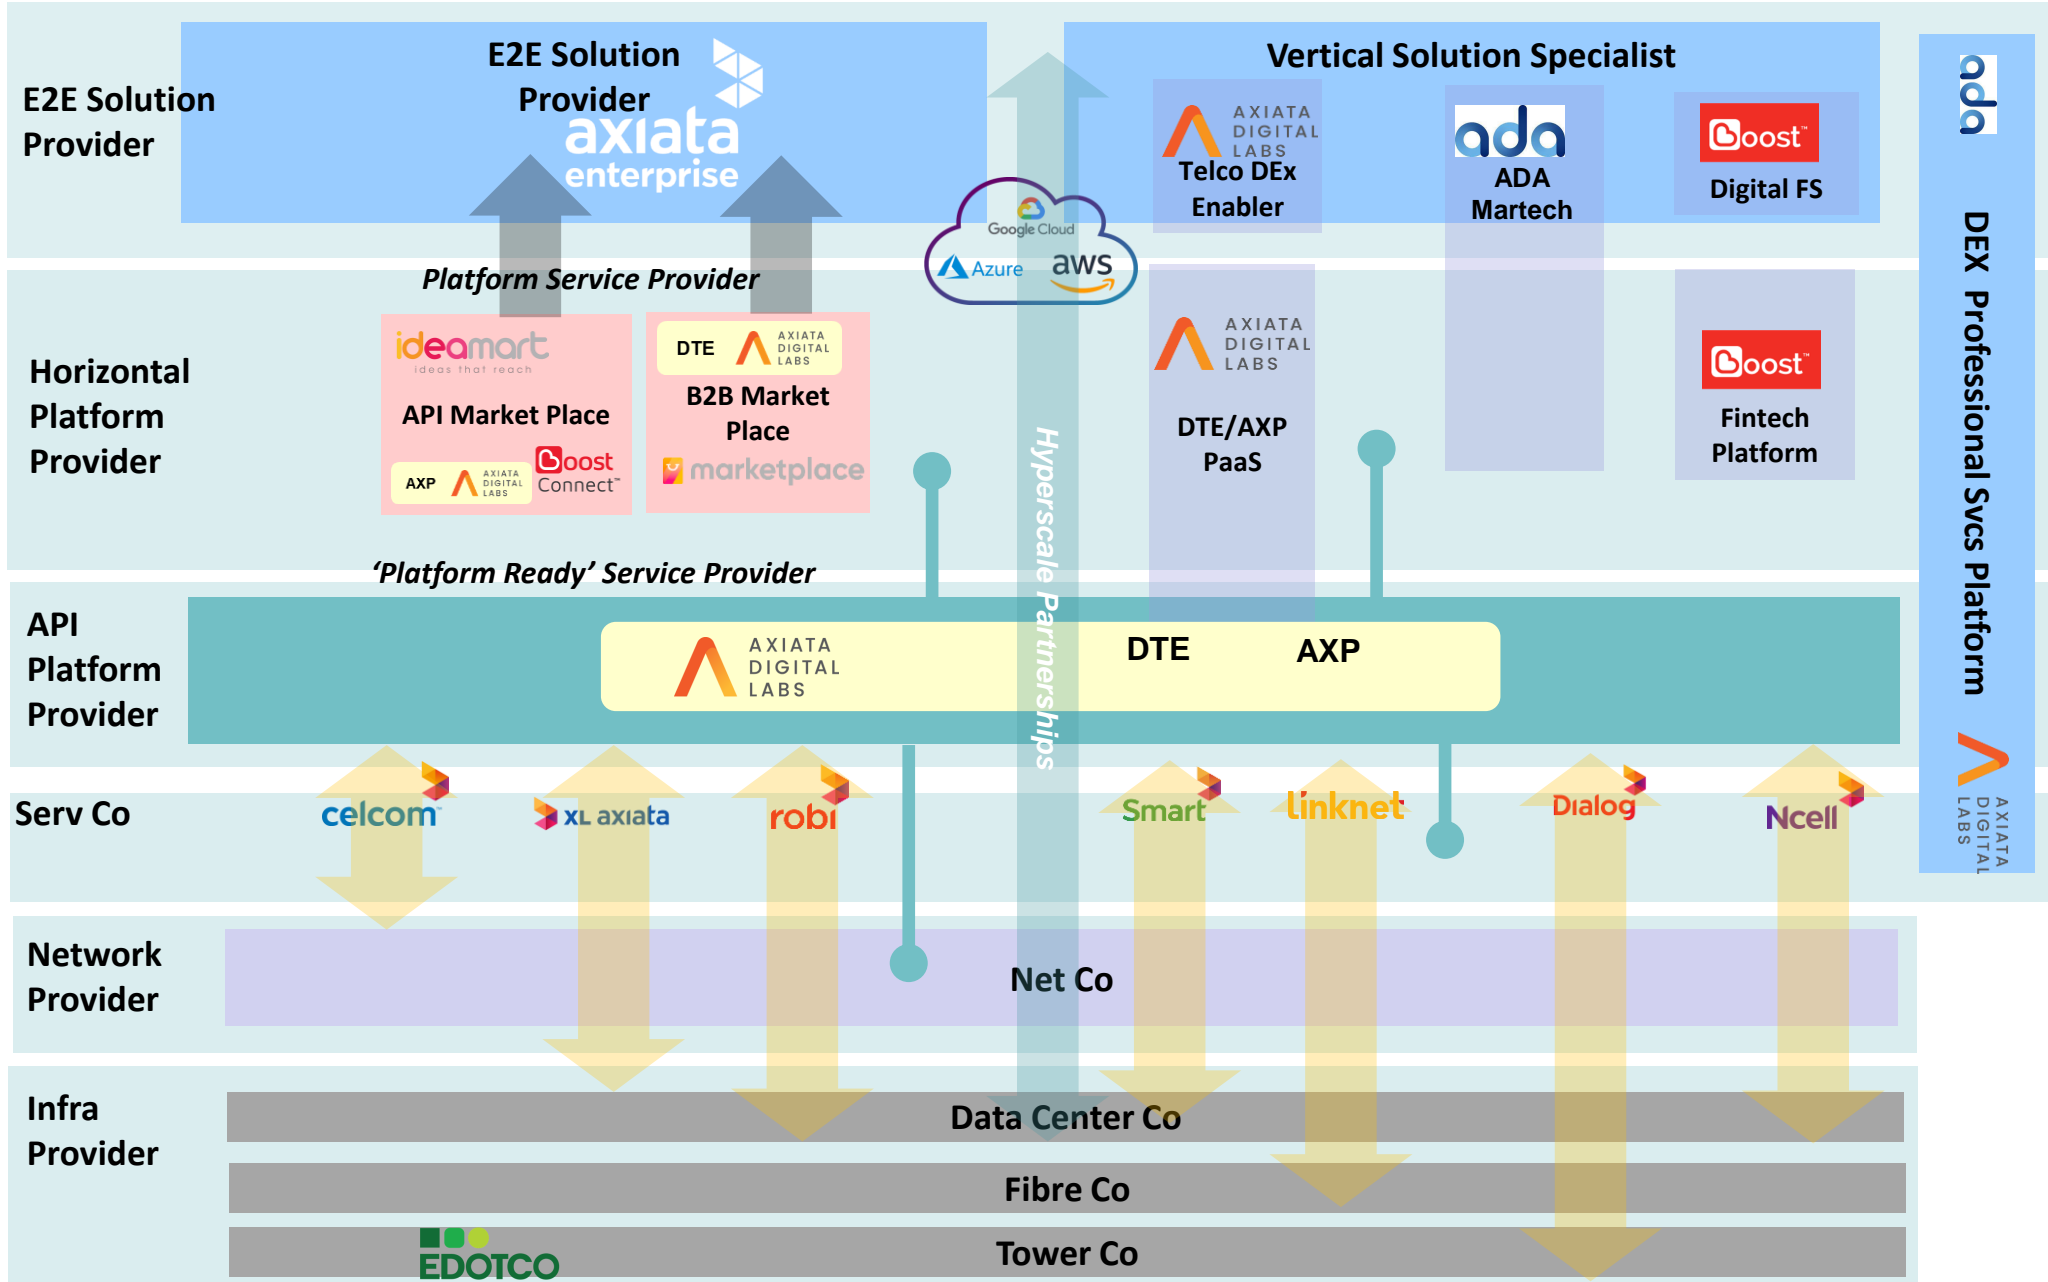 E2E Solution
Provider
E2E Solution
Provider
axiata
enterprise
Vertical Solution Specialist
AXIATA
DIGITAL
LABS
Telco DEx
Enabler
ada
ADA
Martech
Boost™
Digital FS
Google Cloud
Azure
aws
Hyperscale Partnerships
Horizontal
Platform
Provider
Platform Service Provider
ideamart
ideas that reach
API Market Place
AXP
AXIATA
DIGITAL
LABS
Boost
Connect™
DTE
AXIATA
DIGITAL
LABS
B2B Market
Place
marketplace
AXIATA
DIGITAL
LABS
DTE/AXP
PaaS
Boost™
Fintech
Platform
‘Platform Ready’ Service Provider
API
Platform
Provider
AXIATA
DIGITAL
LABS
DTE
AXP
Serv Co
celcom™
XL axiata
robi
Smart
linknet
Dialog
Ncell
Network
Provider
Net Co
Infra
Provider
Data Center Co
Fibre Co
EDOTCO
Tower Co
ada
DEX Professional Svcs Platform
AXIATA
DIGITAL
LABS